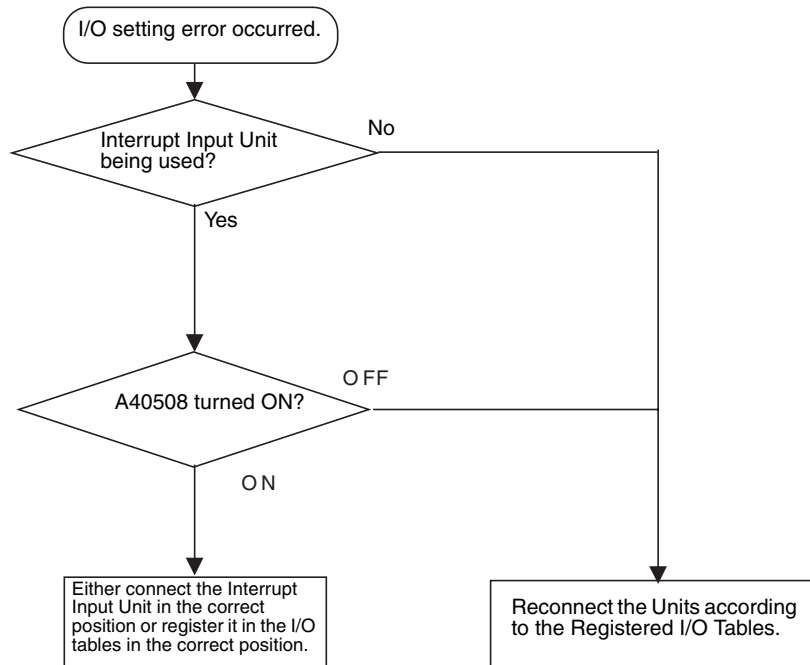 I/O setting error occurred.
Interrupt Input Unit
being used?
No
Yes
A40508 turned ON?
OFF
ON
Either connect the Interrupt
Input Unit in the correct
position or register it in the I/O
tables in the correct position.
Reconnect the Units according
to the Registered I/O Tables.